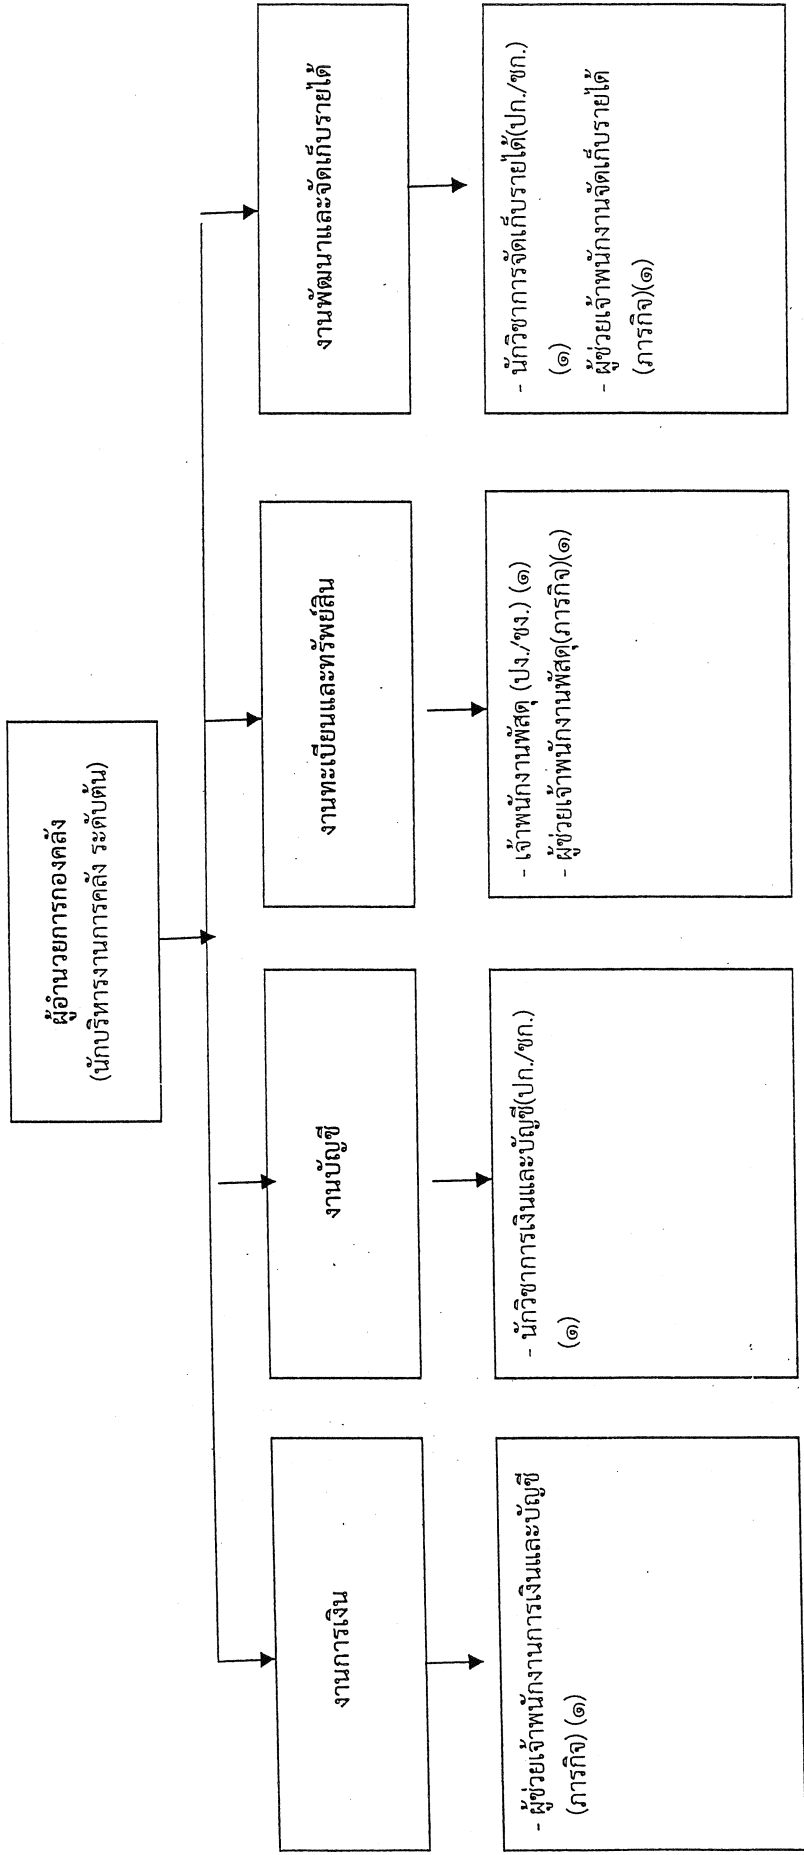 ผู้อำนวยการกองคลัง
(นักบริหารงานการคลัง ระดับต้น)
งานการเงิน
งานบัญชี
งานทะเบียนและทรัพย์สิน
งานพัฒนาและจัดเก็บรายได้
- ผู้ช่วยเจ้าพนักงานการเงินและบัญชี
(ภารกิจ) (๑)
- นักวิชาการเงินและบัญชี(ปก./ชก.)
(๑)
- เจ้าพนักงานพัสดุ (ปง./ชง.) (๑)
- ผู้ช่วยเจ้าพนักงานพัสดุ(ภารกิจ)(๑)
- นักวิชาการจัดเก็บรายได้(ปก./ชก.)
(๑)
- ผู้ช่วยเจ้าพนักงานจัดเก็บรายได้
(ภารกิจ)(๑)